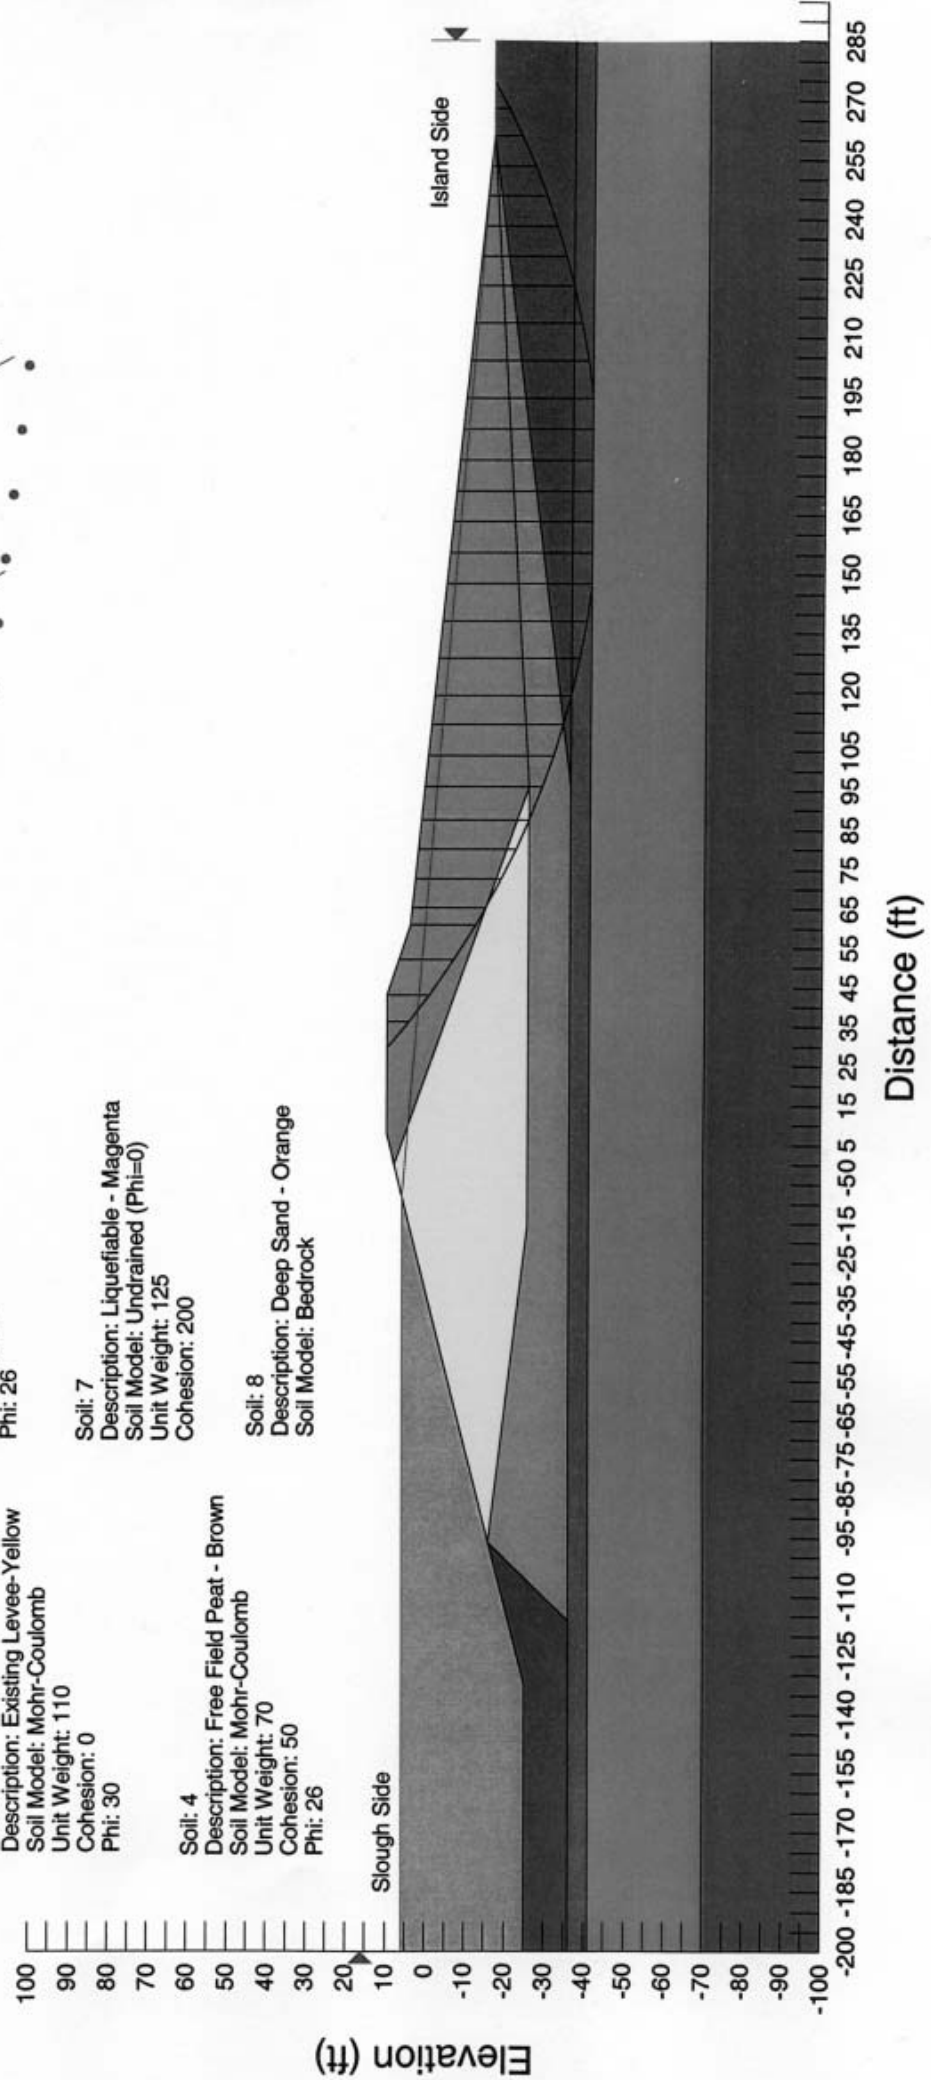 Description: Existing Levee-Yellow
Soil Model: Mohr-Coulomb
Unit Weight: 110
Cohesion: 0
Phi: 30
Soil: 4
Description: Free Field Peat - Brown
Soil Model: Mohr-Coulomb
Unit Weight: 70
Cohesion: 50
Phi: 26
Phi: 26
Soil: 7
Description: Liquefiable - Magenta
Soil Model: Undrained (Phi=0)
Unit Weight: 125
Cohesion: 200
Soil: 8
Description: Deep Sand - Orange
Soil Model: Bedrock
Slough Side
Island Side
Elevation (ft)
100
90
80
70
60
50
40
30
20
10
0
-10
-20
-30
-40
-50
-60
-70
-80
-90
-100
-200 -185 -170 -155 -140 -125 -110 -95 -85 -75 -65 -55 -45 -35 -25 -15 -5 0 5 15 25 35 45 55 65 75 85 95 105 120 135 150 165 180 195 210 225 240 255 270 285
Distance (ft)